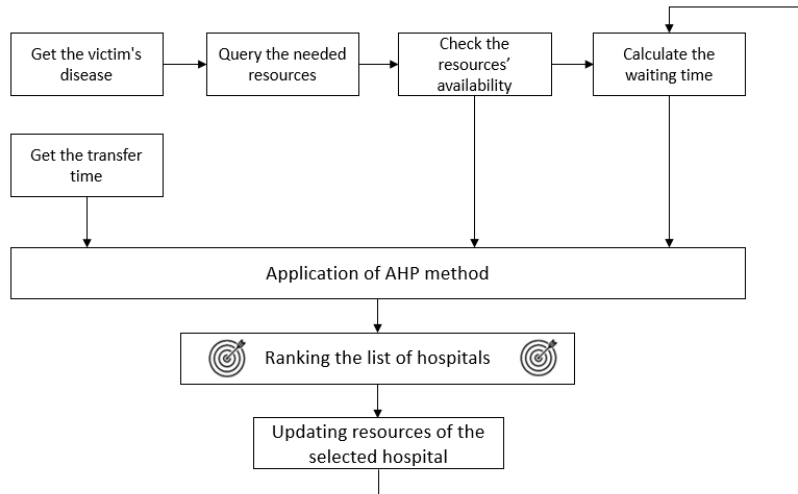 Get the victim's
disease
Query the needed
resources
Check the
resources’
availability
Calculate the
waiting time
Get the transfer
time
Application of AHP method
Ranking the list of hospitals
Updating resources of the
selected hospital